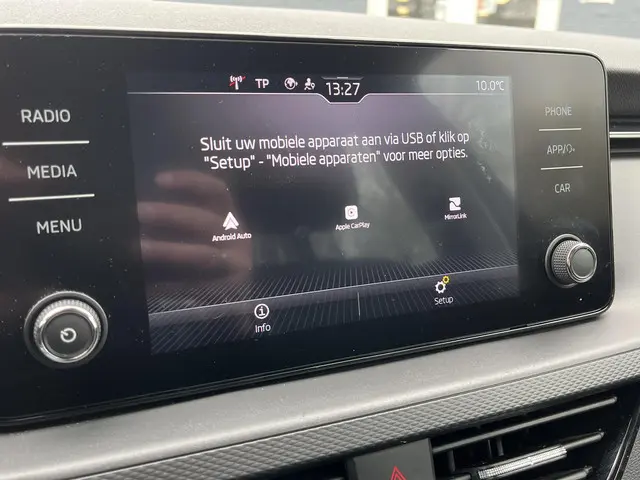 TP
13:27
10.0°C
RADIO
MEDIA
MENU
Sluit uw mobiele apparaat aan via USB of klik op
"Setup" - "Mobiele apparaten" voor meer opties.
Android Auto
Apple CarPlay
MirrorLink
Info
Setup
PHONE
APP/
CAR